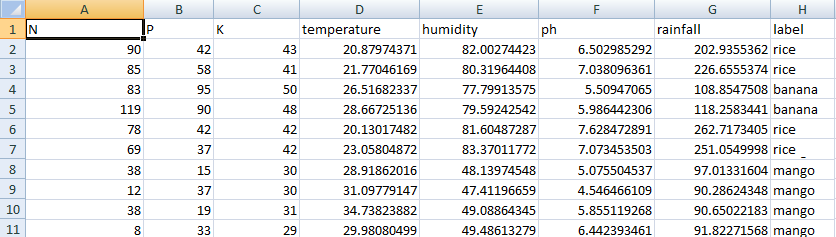 A B C D E F G H
1 N P K temperature humidity ph rainfall label
2 90 42 43 20.87974371 82.00274423 6.502985292 202.9355362 rice
3 85 58 41 21.77046169 80.31964408 7.038096361 226.6555374 rice
4 83 95 50 26.51682337 77.79913575 5.50947065 108.8547508 banana
5 119 90 48 28.66725136 79.59242542 5.986442306 118.2583441 banana
6 78 42 42 20.13017482 81.60487287 7.628472891 262.7173405 rice
7 69 37 42 23.05804872 83.37011772 7.073453503 251.0549998 rice
8 38 15 30 28.91862016 48.13974548 5.075504537 97.01331604 mango
9 12 37 30 31.09779147 47.41196659 4.546466109 90.28624348 mango
10 38 19 31 34.73823882 49.08864345 5.855119268 90.65022183 mango
11 8 33 29 29.98080499 49.48613279 6.442393461 91.82271568 mango